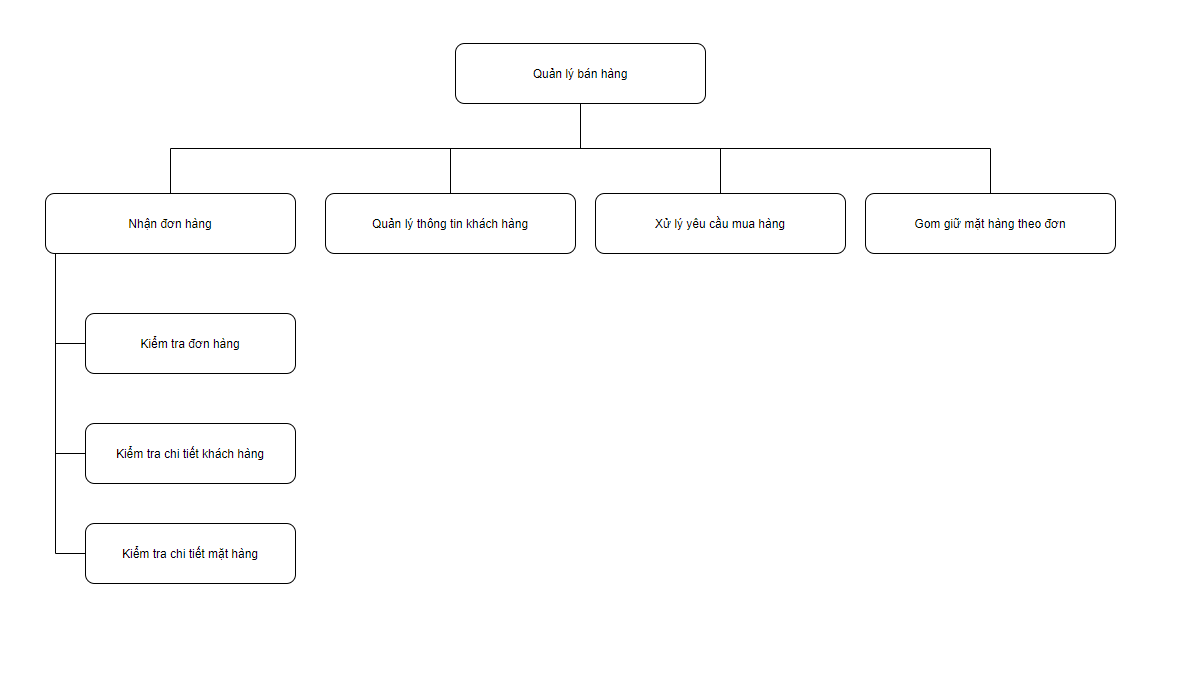 Quản lý bán hàng
Nhận đơn hàng
Quản lý thông tin khách hàng
Xử lý yêu cầu mua hàng
Gom giữ mặt hàng theo đơn
Kiểm tra đơn hàng
Kiểm tra chi tiết khách hàng
Kiểm tra chi tiết mặt hàng